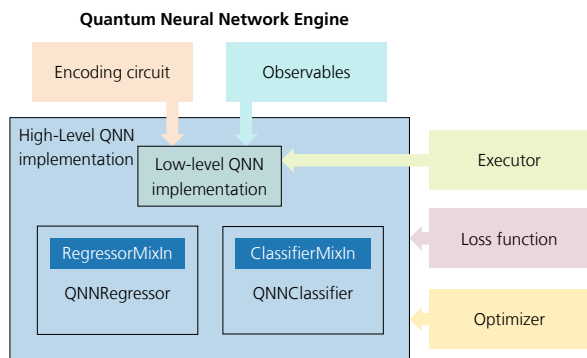 Quantum Neural Network Engine
Encoding circuit
Observables
High-Level QNN
implementation
Low-level QNN
implementation
Executor
Loss function
Optimizer
RegressorMixIn
QNNRegressor
ClassifierMixIn
QNNClassifier